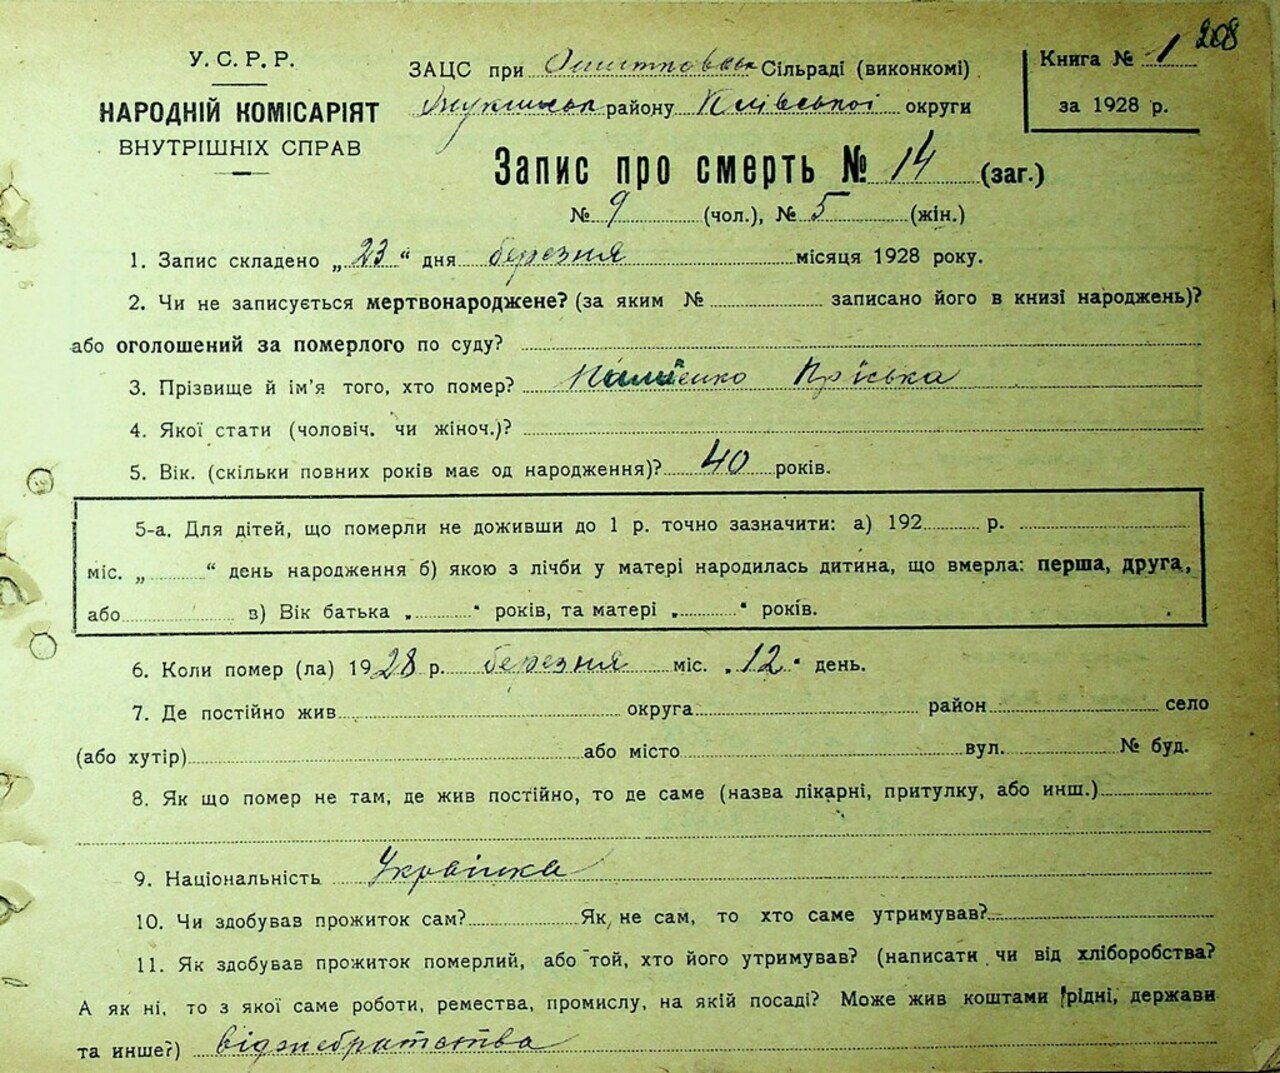 208
У. С. Р. Р.
НАРОДНІЙ КОМІСАРІЯТ
ВНУТРІШНІХ СПРАВ
ЗАЦС при Сільраді (виконкомі)
району Київської округи
Книга № 1
за 1928 р.
Запис про смерть № 14 (заг.)
№ 9 (чол.), № 5 (жін.)
1. Запис складено „ 23 “ дня березня місяця 1928 року.
2. Чи не записується мертвонароджене? (за яким № записано його в книзі народжень)?
або оголошений за померлого по суду?
3. Прізвище й ім'я того, хто помер? Пріська
4. Якої стати (чоловіч. чи жіноч.)?
5. Вік. (скільки повних років має од народження)? 40 років.
5-а. Для дітей, що померли не доживши до 1 р. точно зазначити: а) 192 р.
міс. „ “ день народження б) якою з лічби у матері народилась дитина, що вмерла: перша, друга,
або в) Вік батька „ “ років, та матері „ “ років.
6. Коли помер (ла) 1928 р. березня міс. „12“ день.
7. Де постійно жив округа район село
(або хутір) або місто вул. № буд.
8. Як що помер не там, де жив постійно, то де саме (назва лікарні, притулку, або инш.)
9. Національність Українка
10. Чи здобував прожиток сам? Як не сам, то хто саме утримував?
11. Як здобував прожиток померлий, або той, хто його утримував? (написати чи від хліборобства?
А як ні, то з якої саме роботи, ремества, промислу, на якій посаді? Може жив коштами рідні, держави
та инше?) віджебратства